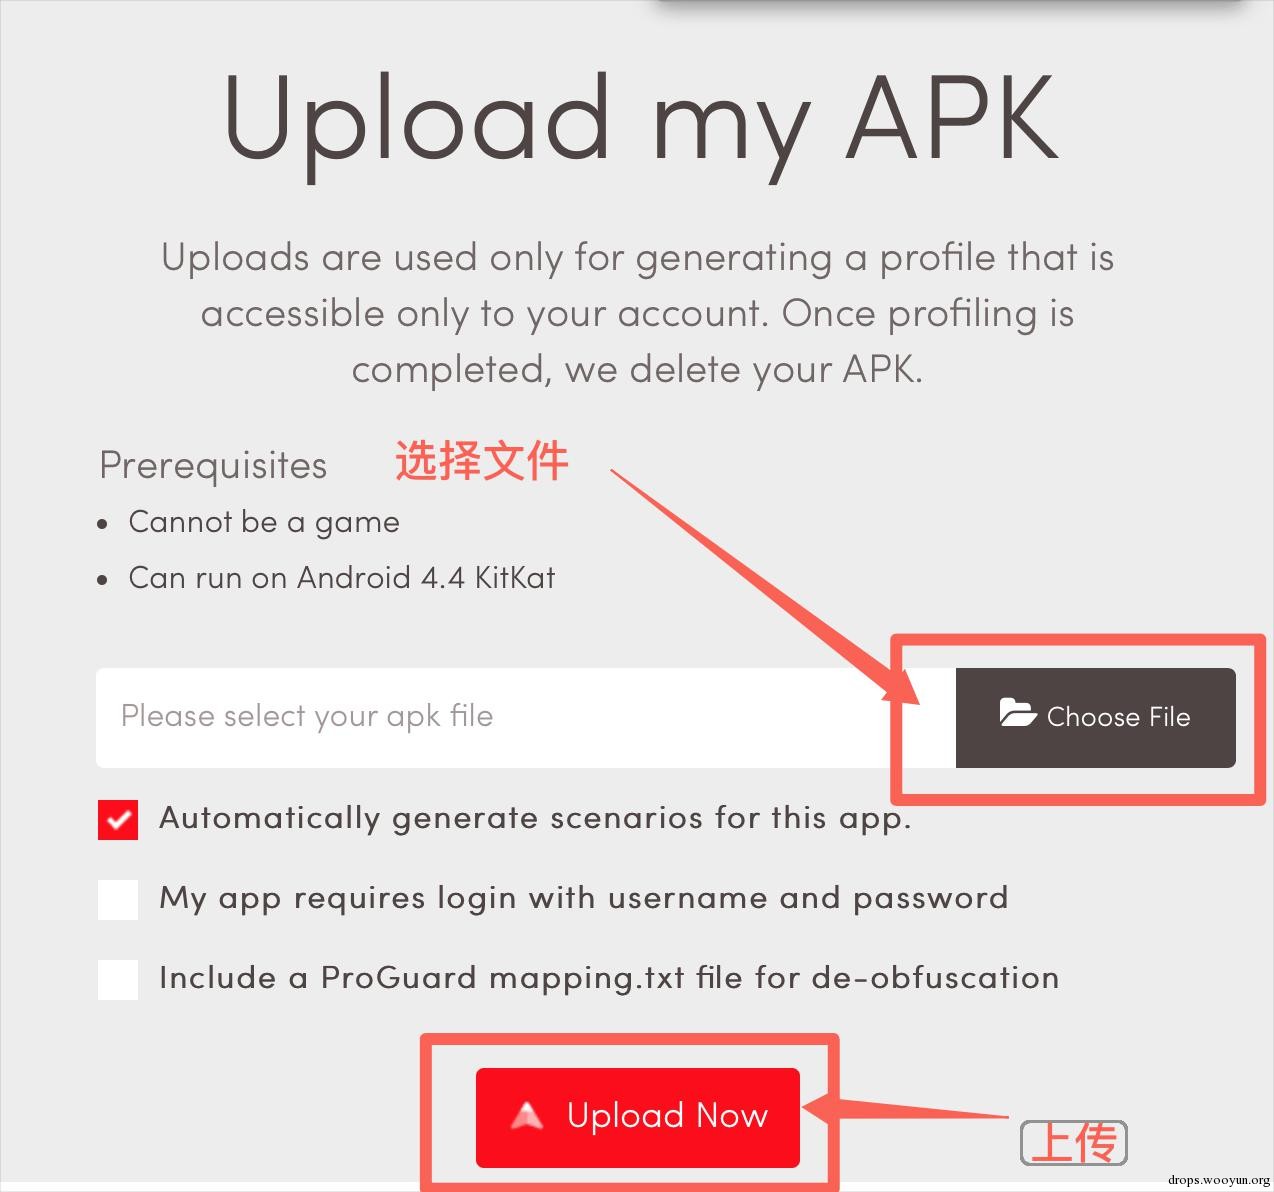 Upload my APK
Uploads are used only for generating a profile that is
accessible only to your account. Once profiling is
completed, we delete your APK.
Prerequisites
选择文件
Cannot be a game
Can run on Android 4.4 KitKat
Please select your apk file
Choose File
Automatically generate scenarios for this app.
My app requires login with username and password
Include a ProGuard mapping.txt file for de-obfuscation
Upload Now
上传
drops.wooyun.org